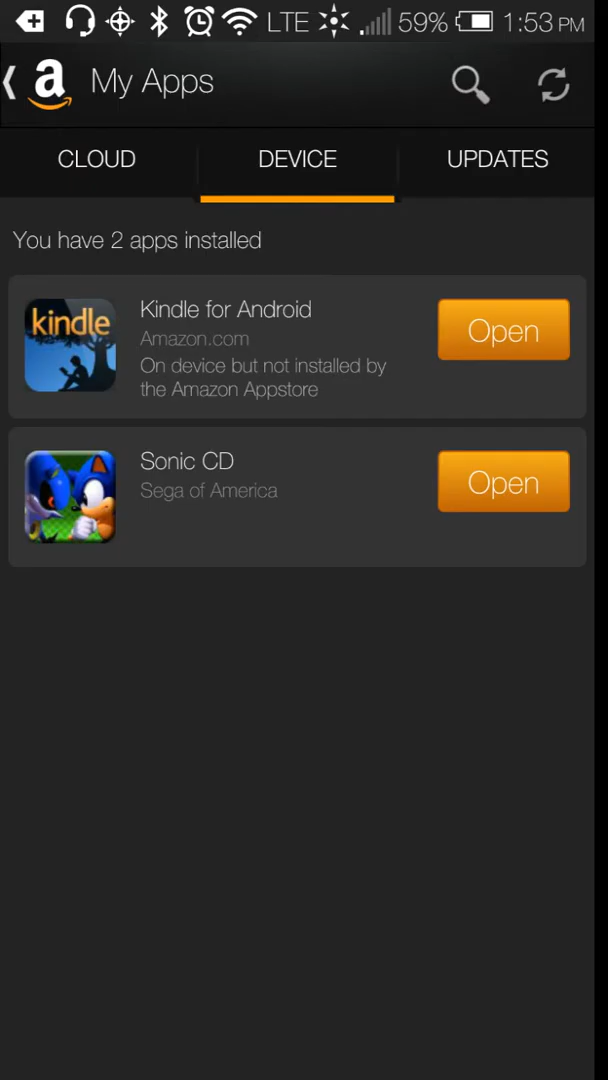 LTE 59% 1:53 PM
a My Apps
CLOUD DEVICE UPDATES
You have 2 apps installed
kindle
Kindle for Android
Amazon.com
On device but not installed by
the Amazon Appstore
Open
Sonic CD
Sega of America
Open